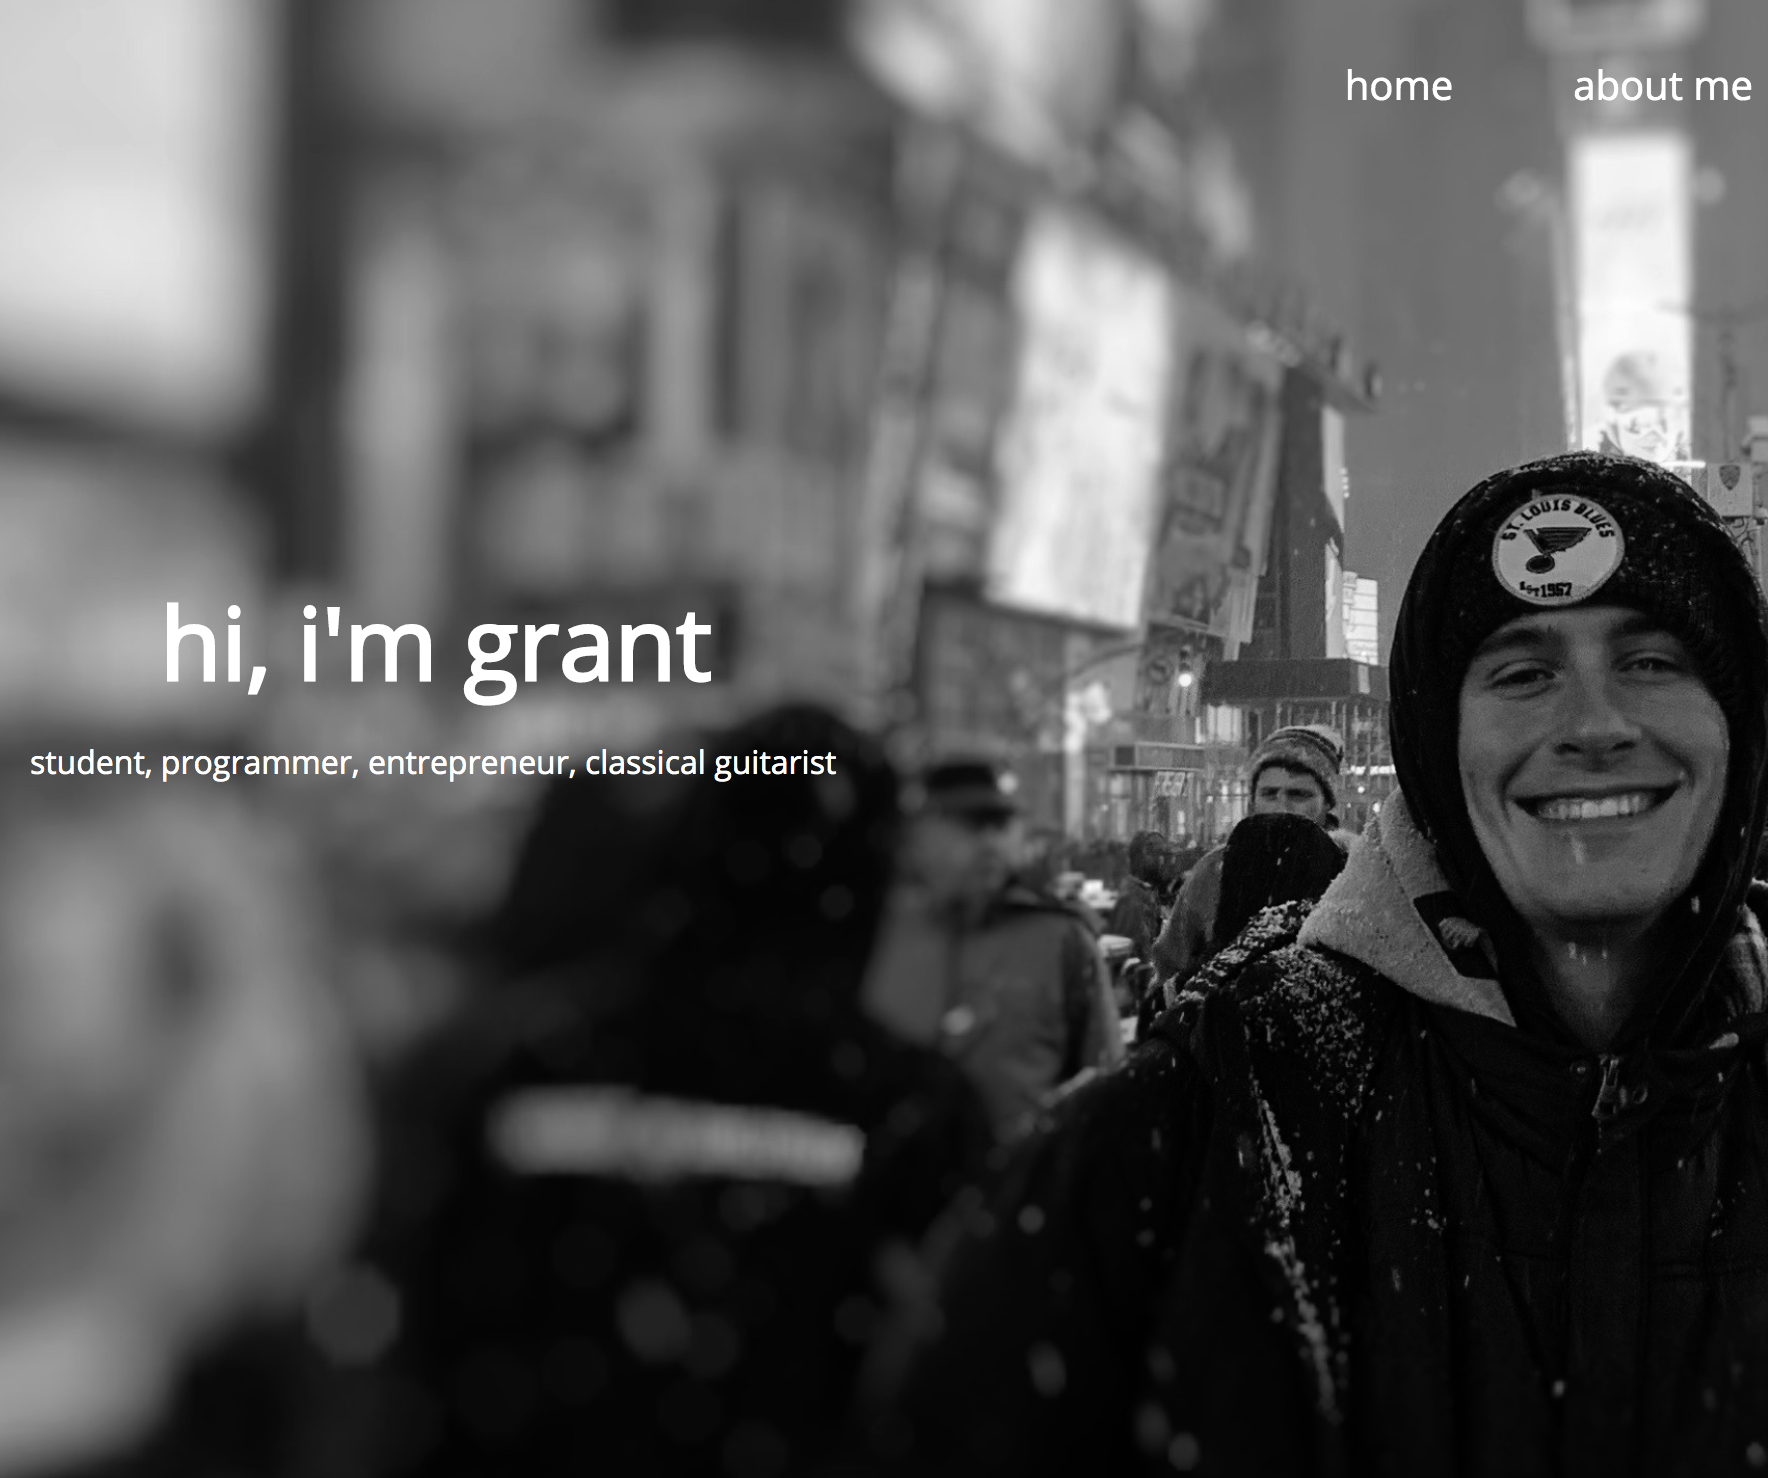 home about me
ST. LOUIS BLUES
EST 1967
hi, i'm grant
student, programmer, entrepreneur, classical guitarist